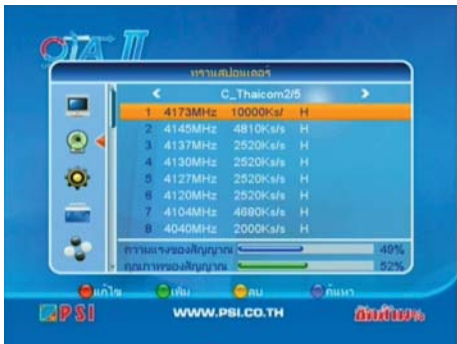 OTA II
ทรานสปอนเดอร์
C_Thaicom2/5
1 4173MHz 10000Ks/ H
2 4145MHz 4810Ks/s H
3 4137MHz 2520Ks/s H
4 4130MHz 2520Ks/s H
5 4127MHz 2520Ks/s H
6 4120MHz 2520Ks/s H
7 4104MHz 4690Ks/s H
8 4040MHz 2000Ks/s H
ความแรงของสัญญาณ 49%
คุณภาพของสัญญาณ 52%
แก้ไข เพิ่ม ลบ ค้นหา
PSI WWW.PSI.CO.TH